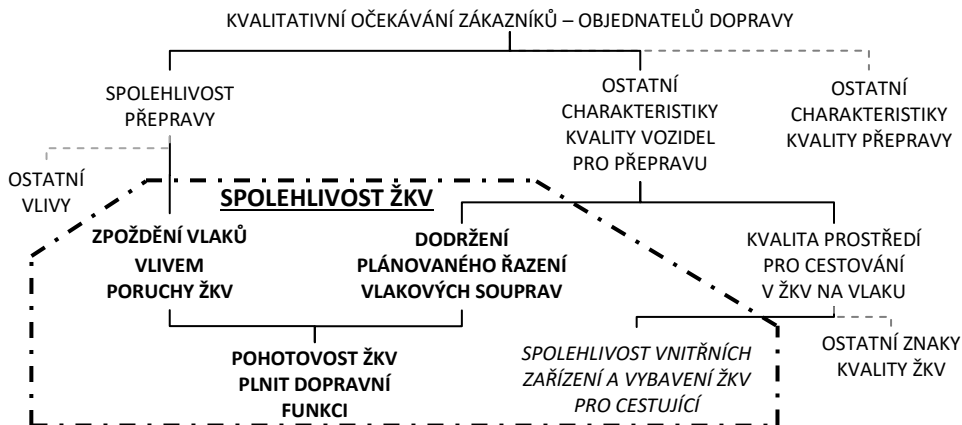 KVALITATIVNÍ OČEKÁVÁNÍ ZÁKAZNÍKŮ – OBJEDNATELŮ DOPRAVY
SPOLEHLIVOST
PŘEPRAVY
OSTATNÍ
CHARAKTERISTIKY
KVALITY VOZIDEL
PRO PŘEPRAVU
OSTATNÍ
CHARAKTERISTIKY
KVALITY PŘEPRAVY
OSTATNÍ
VLIVY
SPOLEHLIVOST ŽKV
ZPOŽDĚNÍ VLAKŮ
VLIVEM
PORUCHY ŽKV
DODRŽENÍ
PLÁNOVANÉHO ŘAZENÍ
VLAKOVÝCH SOUPRAV
KVALITA PROSTŘEDÍ
PRO CESTOVÁNÍ
V ŽKV NA VLAKU
POHOTOVOST ŽKV
PLNIT DOPRAVNÍ
FUNKCI
SPOLEHLIVOST VNITŘNÍCH
ZAŘÍZENÍ A VYBAVENÍ ŽKV
PRO CESTUJÍCÍ
OSTATNÍ ZNAKY
KVALITY ŽKV